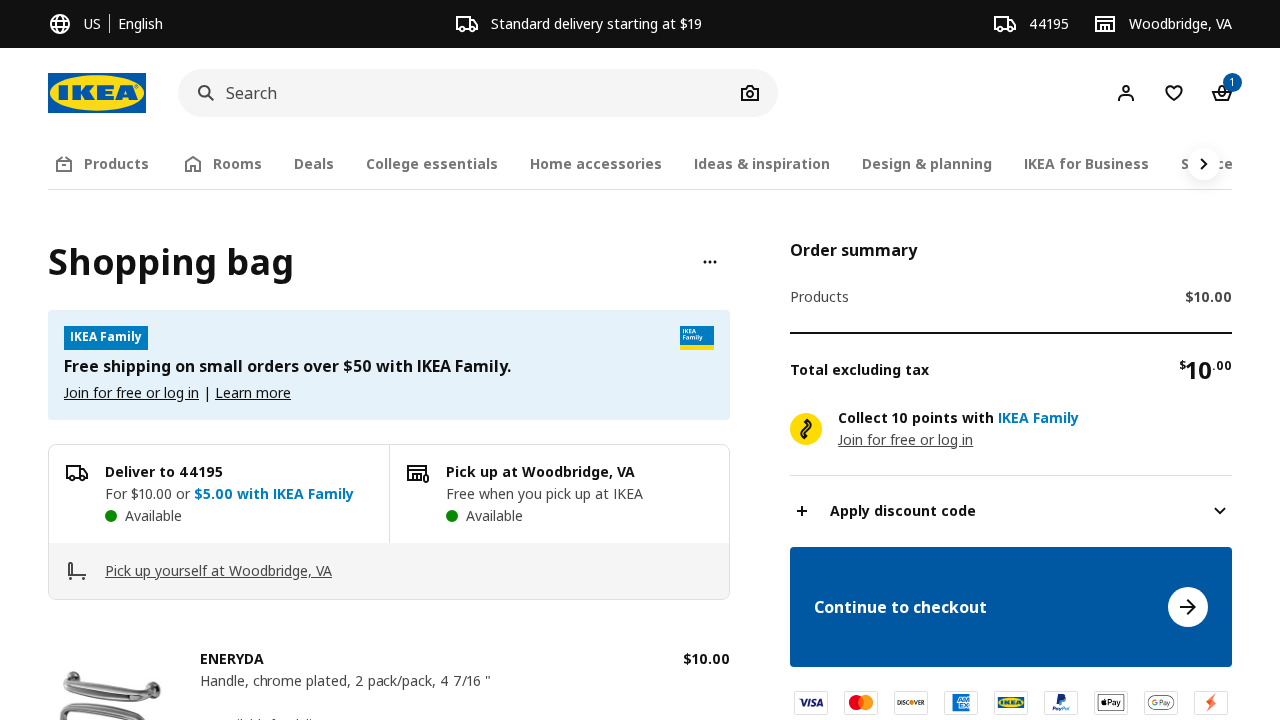 US | English
Standard delivery starting at $19
44195
Woodbridge, VA
IKEA
Search
1
Products
Rooms
Deals
College essentials
Home accessories
Ideas & inspiration
Design & planning
IKEA for Business
Shopping bag
IKEA Family
IKEA
Family
Free shipping on small orders over $50 with IKEA Family.
Join for free or log in | Learn more
Deliver to 44195
For $10.00 or $5.00 with IKEA Family
Available
Pick up at Woodbridge, VA
Free when you pick up at IKEA
Available
Pick up yourself at Woodbridge, VA
ENERYDA
$10.00
Handle, chrome plated, 2 pack/pack, 4 7/16 "
Order summary
Products
$10.00
Total excluding tax
$10.00
Collect 10 points with IKEA Family
Join for free or log in
Apply discount code
Continue to checkout
VISA
DISCOVER
AMEX
IKEA
PayPal
Pay
G Pay